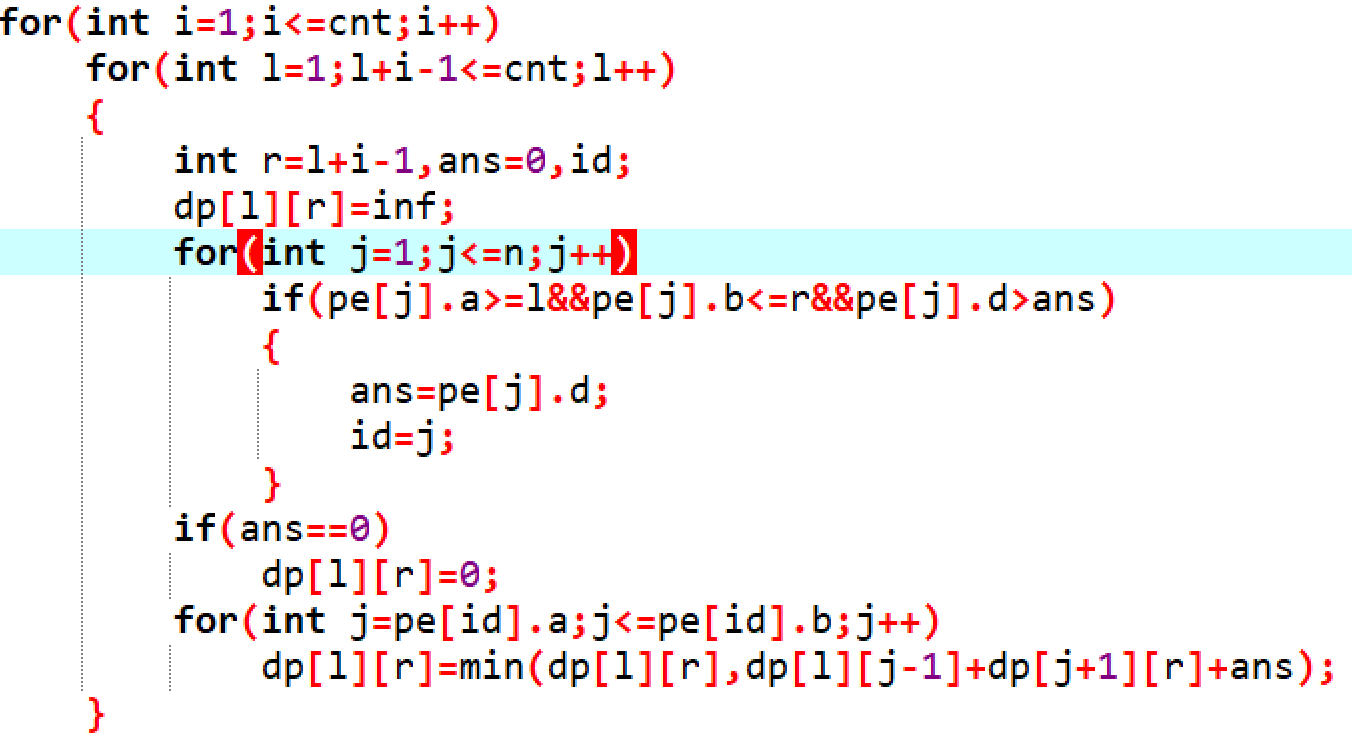 for(int i=1;i<=cnt;i++)
    for(int l=1;l+i-1<=cnt;l++)
    {
        int r=l+i-1,ans=0,id;
        dp[l][r]=inf;
        for(int j=1;j<=n;j++)
            if(pe[j].a>=l&&pe[j].b<=r&&pe[j].d>ans)
            {
                ans=pe[j].d;
                id=j;
            }
        if(ans==0)
            dp[l][r]=0;
        for(int j=pe[id].a;j<=pe[id].b;j++)
            dp[l][r]=min(dp[l][r],dp[l][j-1]+dp[j+1][r]+ans);
    }